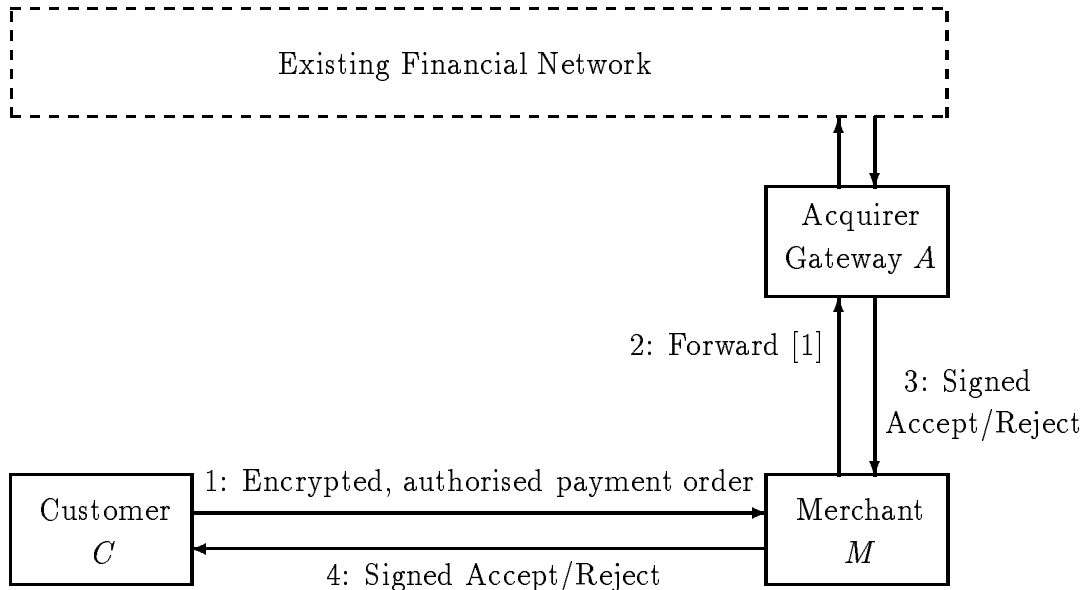 Existing Financial Network
Acquirer
Gateway A
2: Forward [1]
3: Signed
Accept/Reject
1: Encrypted, authorised payment order
Customer
C
Merchant
M
4: Signed Accept/Reject